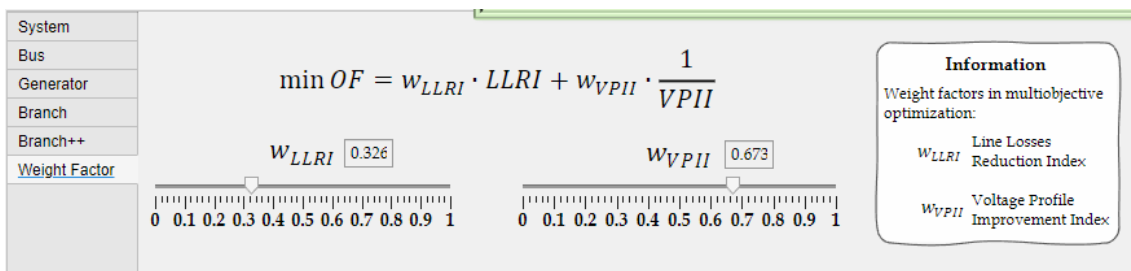 System
Bus
Generator
Branch
Branch++
Weight Factor
min OF = w_LLRI · LLRI + w_VPII · 1/VPII
w_LLRI 0.326
0 0.1 0.2 0.3 0.4 0.5 0.6 0.7 0.8 0.9 1
w_VPII 0.673
0 0.1 0.2 0.3 0.4 0.5 0.6 0.7 0.8 0.9 1
Information
Weight factors in multiobjective
optimization:
w_LLRI Line Losses
Reduction Index
w_VPII Voltage Profile
Improvement Index